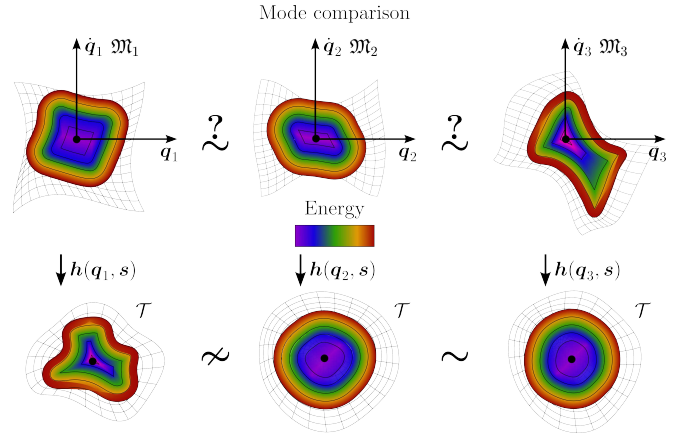 Mode comparison
q̇₁ 𝔐₁
q̇₂ 𝔐₂
q̇₃ 𝔐₃
?
∼
?
∼
q₁
q₂
q₃
Energy
h(q₁, s)
h(q₂, s)
h(q₃, s)
𝒯
𝒯
𝒯
≁
∼